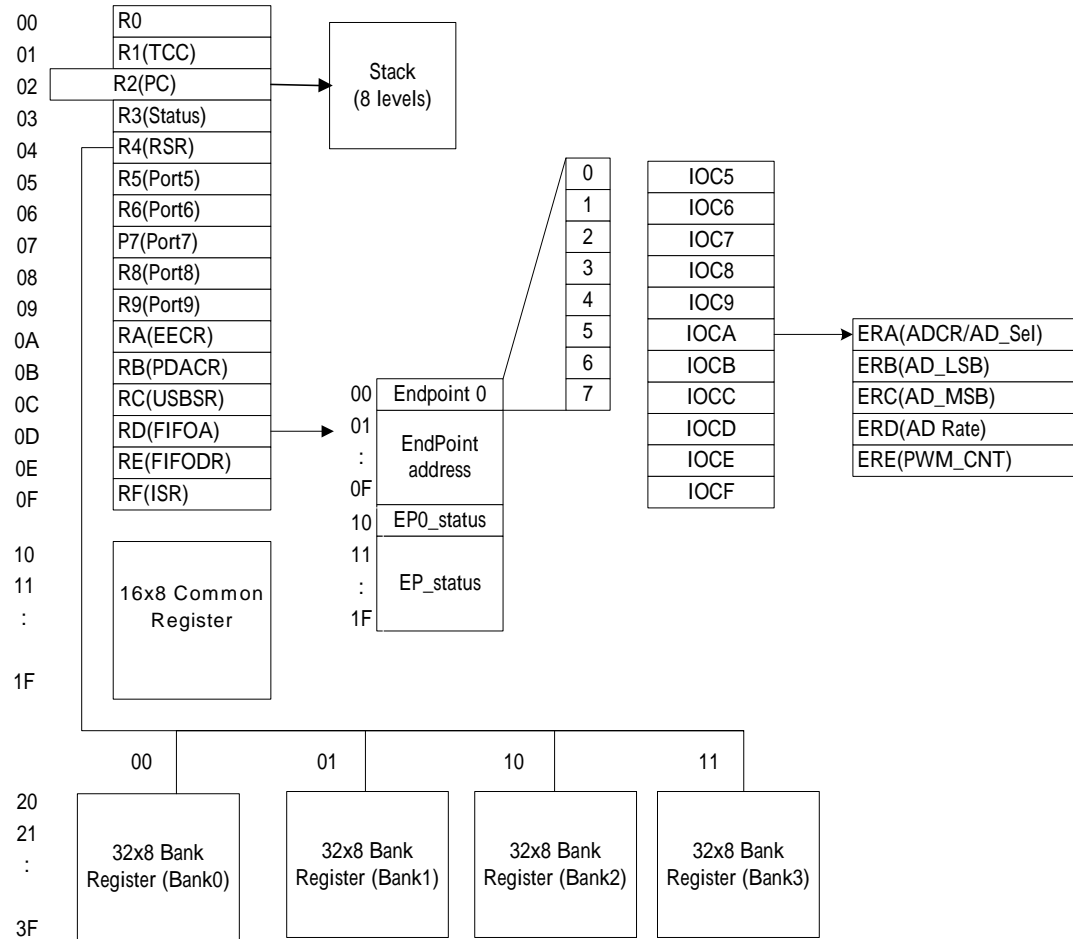 00 R0
01 R1(TCC)
02 R2(PC)
03 R3(Status)
04 R4(RSR)
05 R5(Port5)
06 R6(Port6)
07 P7(Port7)
08 R8(Port8)
09 R9(Port9)
0A RA(EECR)
0B RB(PDACR)
0C RC(USBSR)
0D RD(FIFOA)
0E RE(FIFODR)
0F RF(ISR)
10
11
:
1F
16x8 Common
Register
Stack
(8 levels)
00 Endpoint 0
01
:
0F
EndPoint
address
10 EP0_status
11
:
1F
EP_status
0
1
2
3
4
5
6
7
IOC5
IOC6
IOC7
IOC8
IOC9
IOCA
IOCB
IOCC
IOCD
IOCE
IOCF
ERA(ADCR/AD_Sel)
ERB(AD_LSB)
ERC(AD_MSB)
ERD(AD Rate)
ERE(PWM_CNT)
00 01 10 11
20
21
:
3F
32x8 Bank
Register (Bank0)
32x8 Bank
Register (Bank1)
32x8 Bank
Register (Bank2)
32x8 Bank
Register (Bank3)